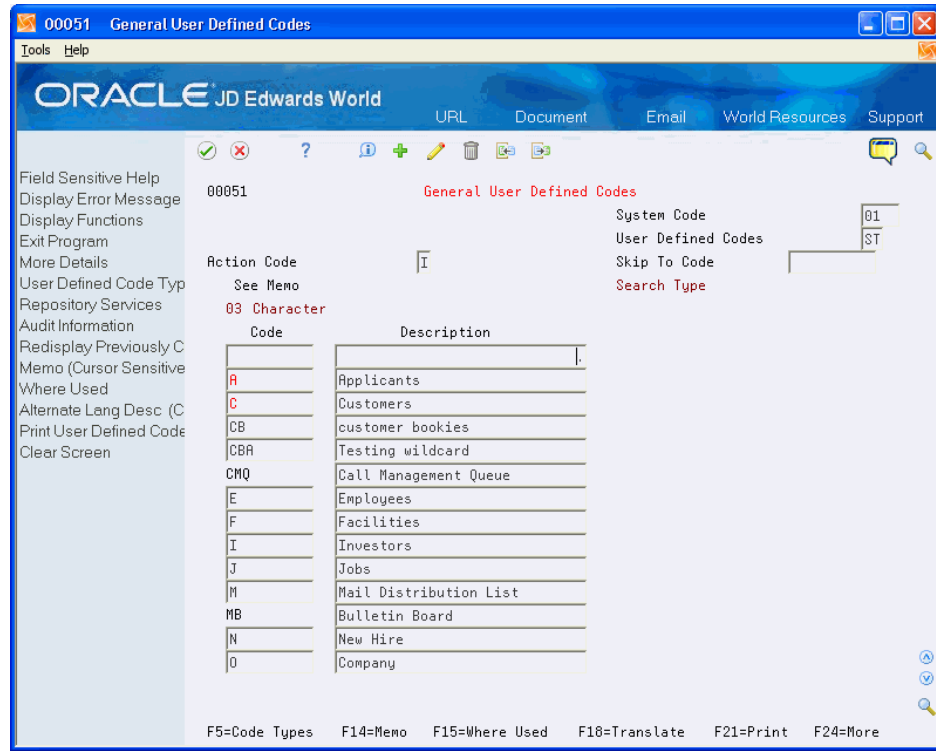 00051 General User Defined Codes
Tools Help
ORACLE JD Edwards World
URL Document Email World Resources Support
?
Field Sensitive Help
Display Error Message
Display Functions
Exit Program
More Details
User Defined Code Typ
Repository Services
Audit Information
Redisplay Previously C
Memo (Cursor Sensitive
Where Used
Alternate Lang Desc (C
Print User Defined Code
Clear Screen
00051 General User Defined Codes
System Code 01
User Defined Codes ST
Action Code I Skip To Code
See Memo Search Type
03 Character
Code Description
.
A Applicants
C Customers
CB customer bookies
CBA Testing wildcard
CMQ Call Management Queue
E Employees
F Facilities
I Investors
J Jobs
M Mail Distribution List
MB Bulletin Board
N New Hire
O Company
F5=Code Types F14=Memo F15=Where Used F18=Translate F21=Print F24=More